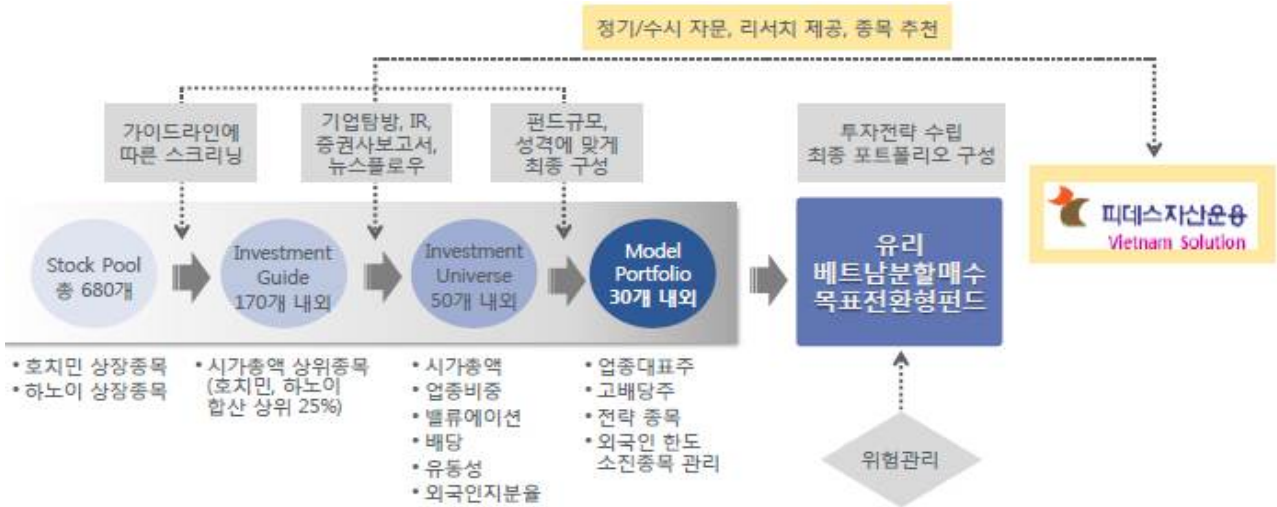 정기/수시 자문, 리서치 제공, 종목 추천
가이드라인에
따른 스크리닝
기업탐방, IR,
증권사보고서,
뉴스플로우
펀드규모,
성격에 맞게
최종 구성
투자전략 수립
최종 포트폴리오 구성
피데스자산운용
Vietnam Solution
Stock Pool
총 680개
Investment
Guide
170개 내외
Investment
Universe
50개 내외
Model
Portfolio
30개 내외
유리
베트남분할매수
목표전환형펀드
• 호치민 상장종목
• 하노이 상장종목
• 시가총액 상위종목
(호치민, 하노이
합산 상위 25%)
• 시가총액
• 업종비중
• 밸류에이션
• 배당
• 유동성
• 외국인지분율
• 업종대표주
• 고배당주
• 전략 종목
• 외국인 한도
소진종목 관리
위험관리